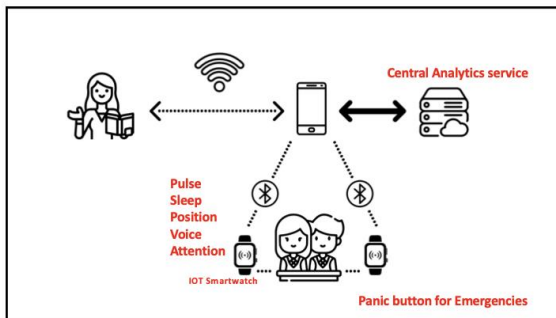 Central Analytics service
Pulse
Sleep
Position
Voice
Attention
IOT Smartwatch
Panic button for Emergencies